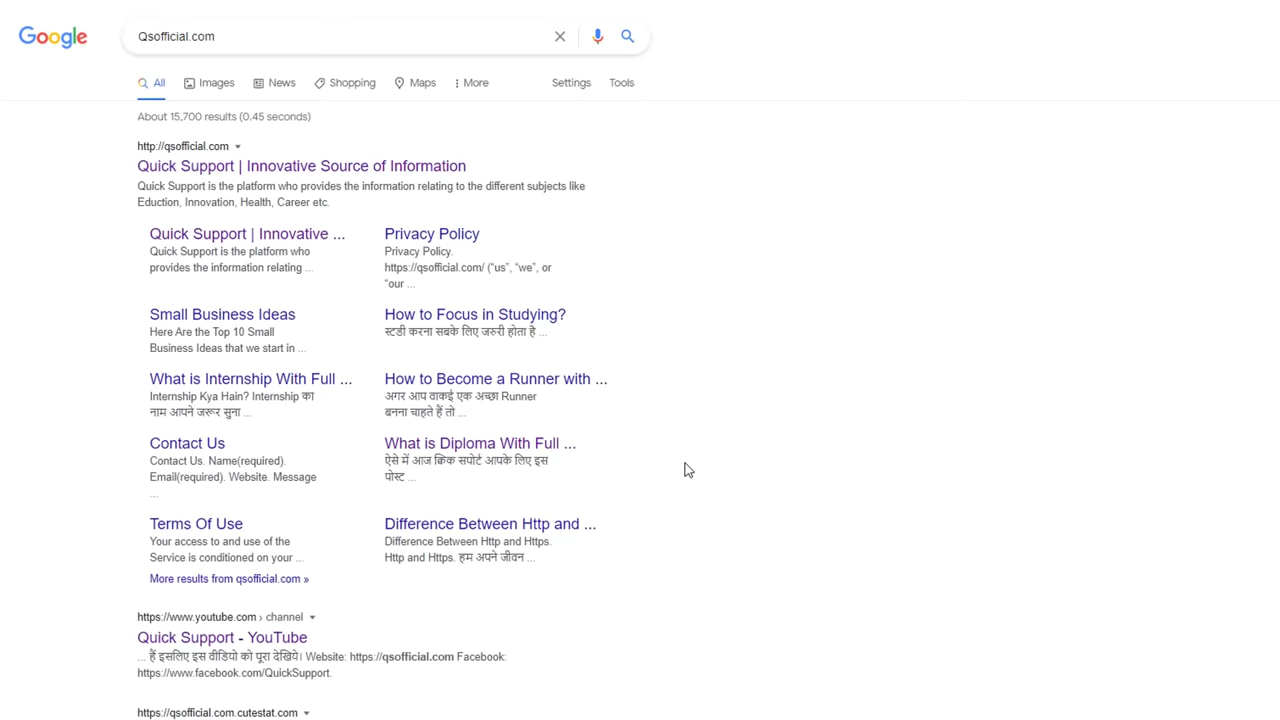 Google
Qsofficial.com
All Images News Shopping Maps More Settings Tools
About 15,700 results (0.45 seconds)
http://qsofficial.com
Quick Support | Innovative Source of Information
Quick Support is the platform who provides the information relating to the different subjects like
Eduction, Innovation, Health, Career etc.
Quick Support | Innovative ...
Quick Support is the platform who
provides the information relating ...
Privacy Policy
Privacy Policy.
https://qsofficial.com/ (“us”, “we”, or
“our ...
Small Business Ideas
Here Are the Top 10 Small
Business Ideas that we start in ...
How to Focus in Studying?
स्टडी करना सबके लिए जरुरी होता हे ...
What is Internship With Full ...
Internship Kya Hain? Internship का
नाम आपने जरूर सुना ...
How to Become a Runner with ...
अगर आप वाकई एक अच्छा Runner
बनना चाहते हैं तो ...
Contact Us
Contact Us. Name(required).
Email(required). Website. Message
...
What is Diploma With Full ...
ऐसे में आज क्विक सपोर्ट आपके लिए इस
पोस्ट ...
Terms Of Use
Your access to and use of the
Service is conditioned on your ...
Difference Between Http and ...
Difference Between Http and Https.
Http and Https. हम अपने जीवन ...
More results from qsofficial.com »
https://www.youtube.com › channel
Quick Support - YouTube
... हैं इसलिए इस वीडियो को पूरा देखिये। Website: https://qsofficial.com Facebook:
https://www.facebook.com/QuickSupport.
https://qsofficial.com.cutestat.com